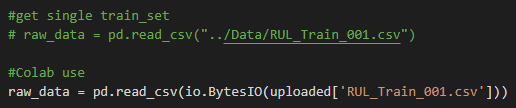 #get single train_set
# raw_data = pd.read_csv("../Data/RUL_Train_001.csv")
#Colab use
raw_data = pd.read_csv(io.BytesIO(uploaded['RUL_Train_001.csv']))